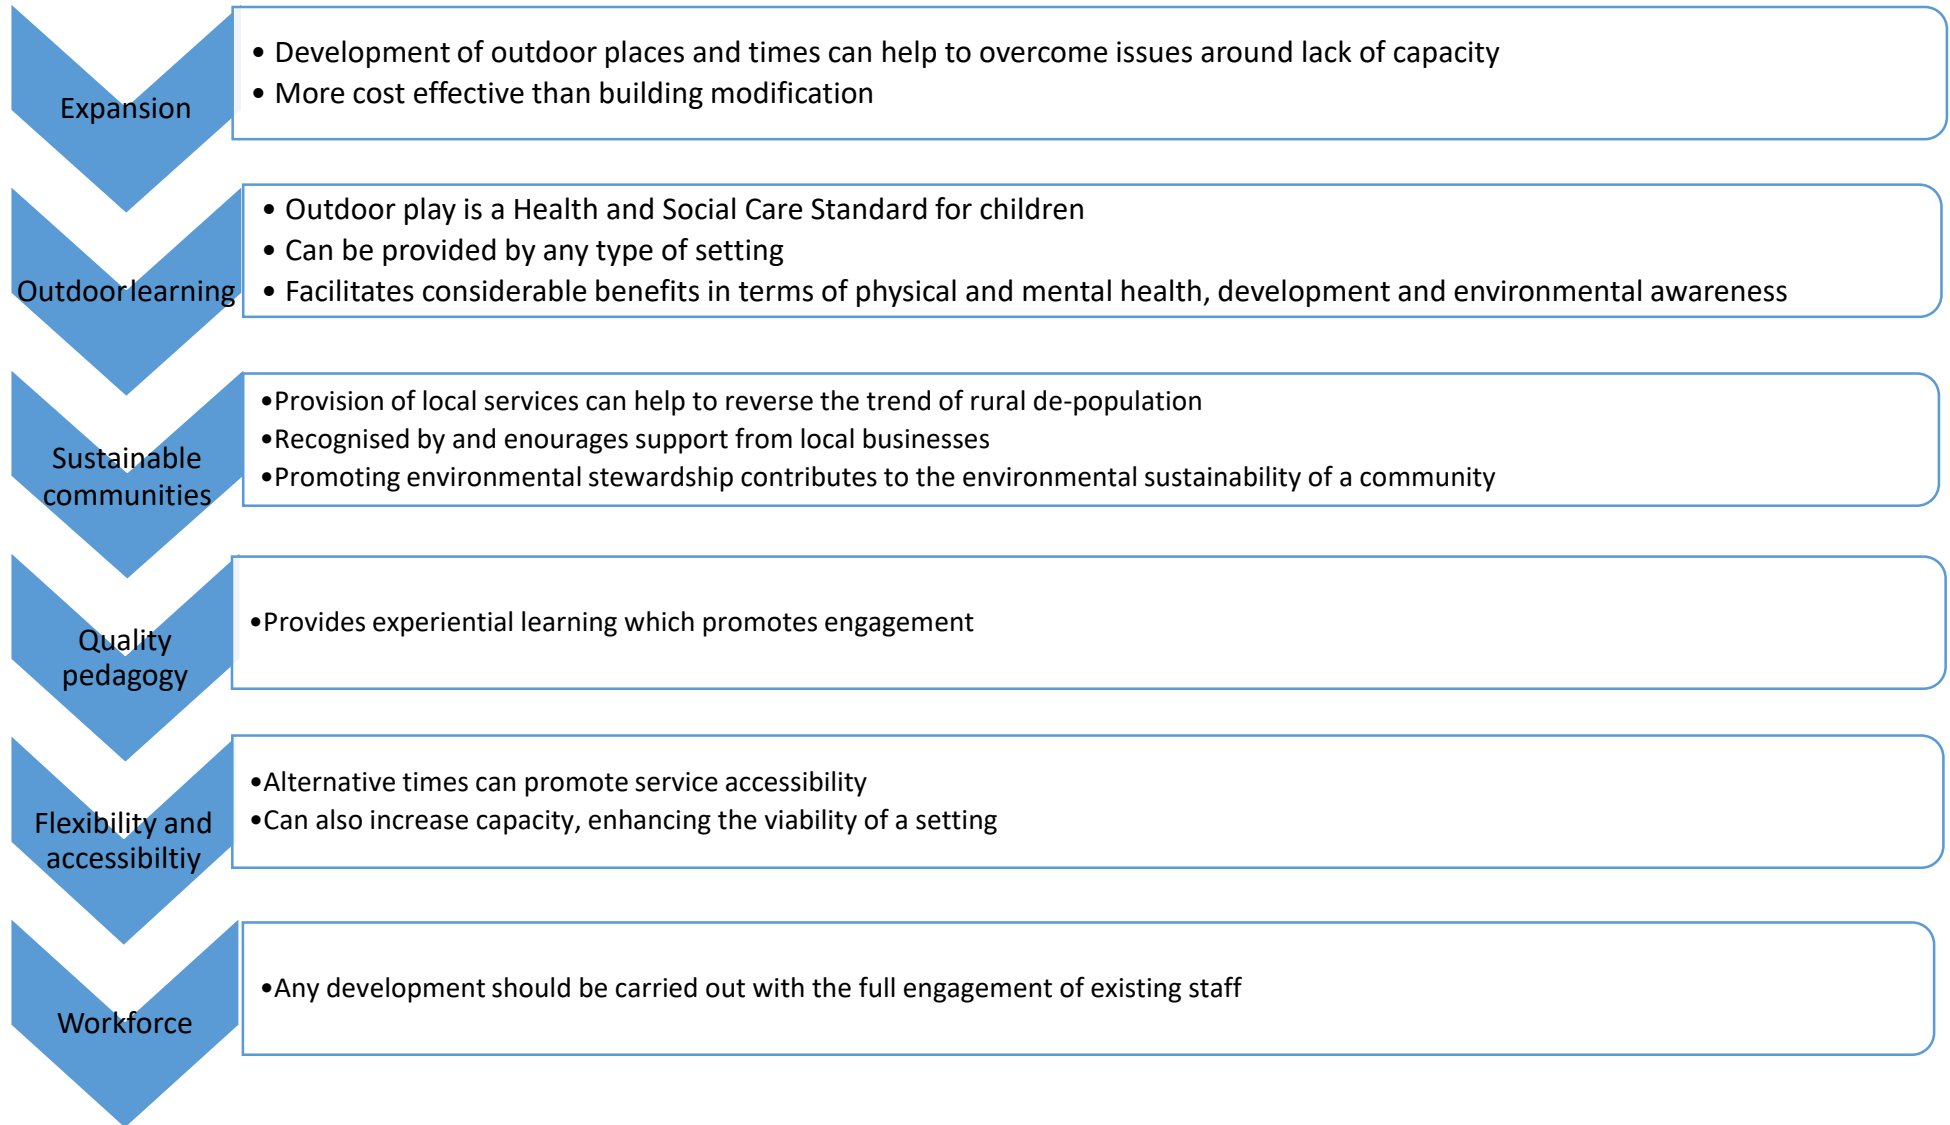 Expansion
• Development of outdoor places and times can help to overcome issues around lack of capacity
• More cost effective than building modification
Outdoor learning
• Outdoor play is a Health and Social Care Standard for children
• Can be provided by any type of setting
• Facilitates considerable benefits in terms of physical and mental health, development and environmental awareness
Sustainable
communities
•Provision of local services can help to reverse the trend of rural de-population
•Recognised by and enourages support from local businesses
•Promoting environmental stewardship contributes to the environmental sustainability of a community
Quality
pedagogy
•Provides experiential learning which promotes engagement
Flexibility and
accessibiltiy
•Alternative times can promote service accessibility
•Can also increase capacity, enhancing the viability of a setting
Workforce
•Any development should be carried out with the full engagement of existing staff